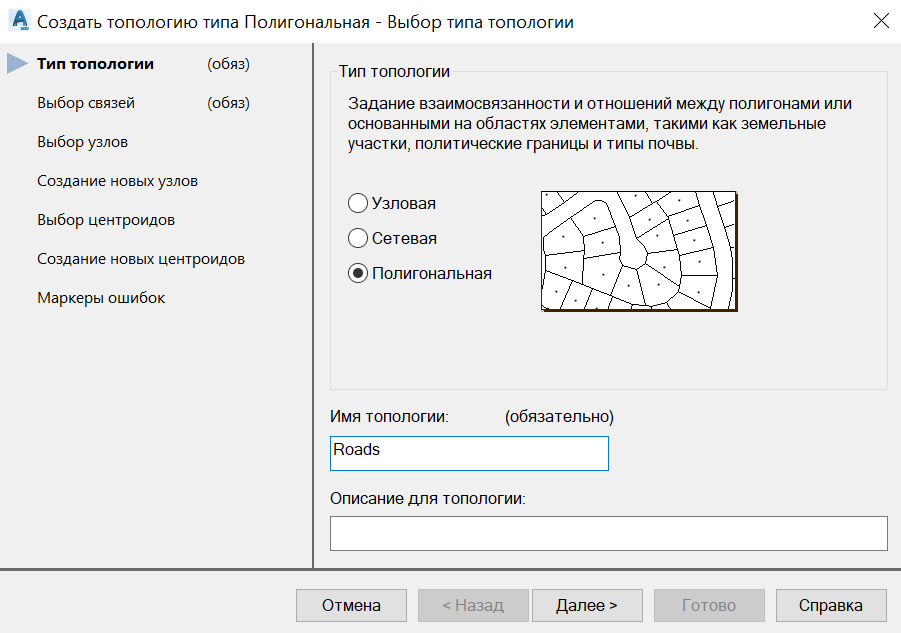 Создать топологию типа Полигональная - Выбор типа топологии
Тип топологии (обяз)
Выбор связей (обяз)
Выбор узлов
Создание новых узлов
Выбор центроидов
Создание новых центроидов
Маркеры ошибок
Тип топологии
Задание взаимосвязанности и отношений между полигонами или
основанными на областях элементами, такими как земельные
участки, политические границы и типы почвы.
Узловая
Сетевая
Полигональная
Имя топологии: (обязательно)
Roads
Описание для топологии:
Отмена < Назад Далее > Готово Справка